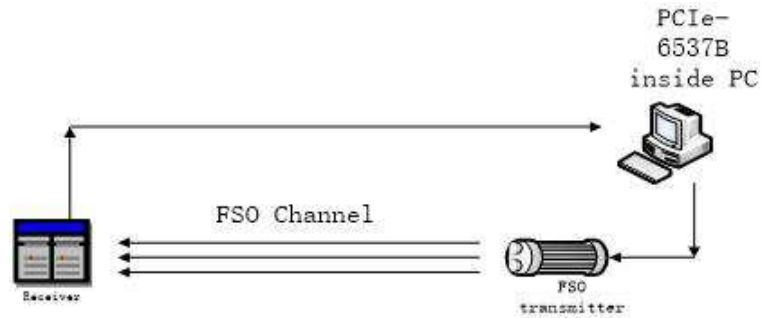 PCIe-
6537B
inside PC
FSO Channel
Receiver
FSO
transmitter